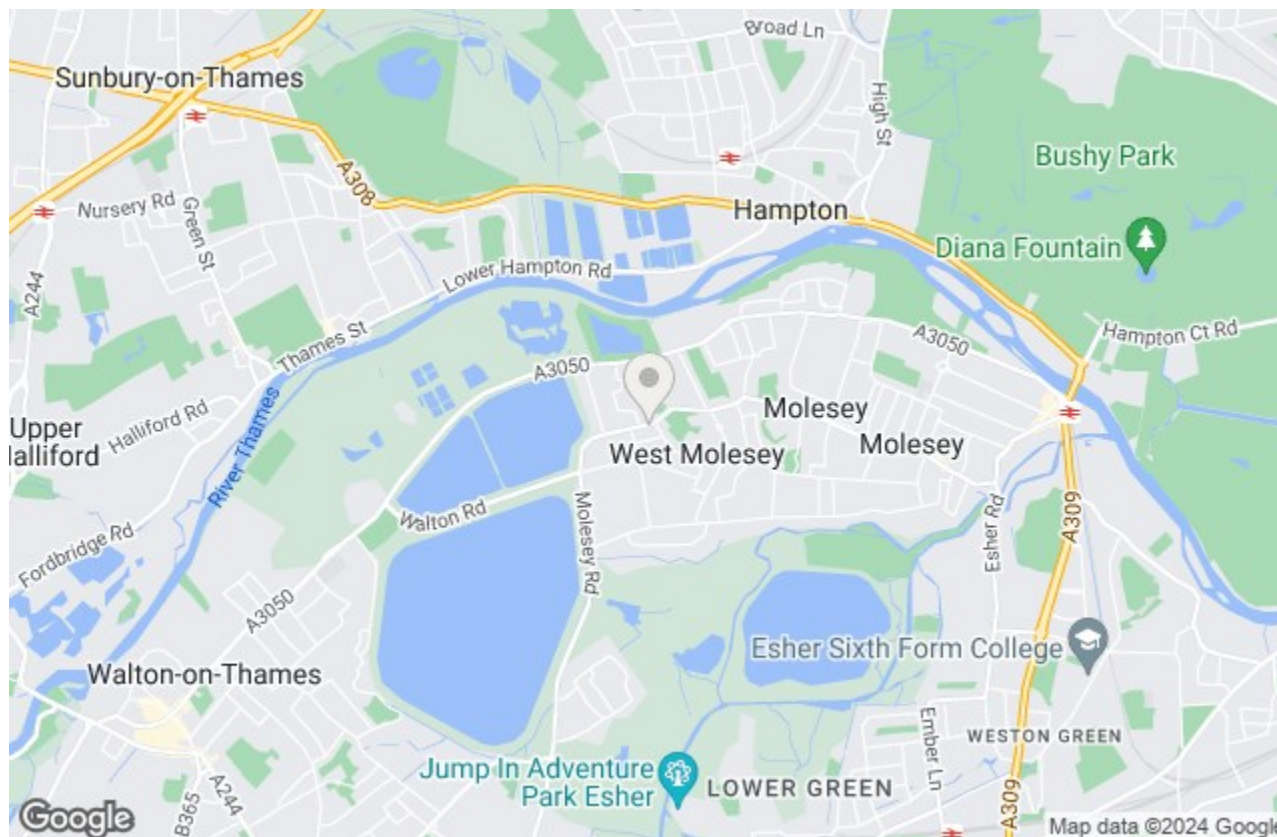 Broad Ln
Sunbury-on-Thames
High St
Bushy Park
A308
Nursery Rd
Green St
Hampton
Diana Fountain
Lower Hampton Rd
A244
Thames St
A3050
Hampton Ct Rd
A3050
River Thames
Halliford Rd
Upper
Halliford
Molesey
Molesey
West Molesey
Walton Rd
Molesey Rd
Esher Rd
A309
Fordbridge Rd
A3050
Esher Sixth Form College
Walton-on-Thames
Ember Ln
WESTON GREEN
Jump In Adventure
Park Esher
LOWER GREEN
A244
B365
A309
Google
Map data ©2024 Google